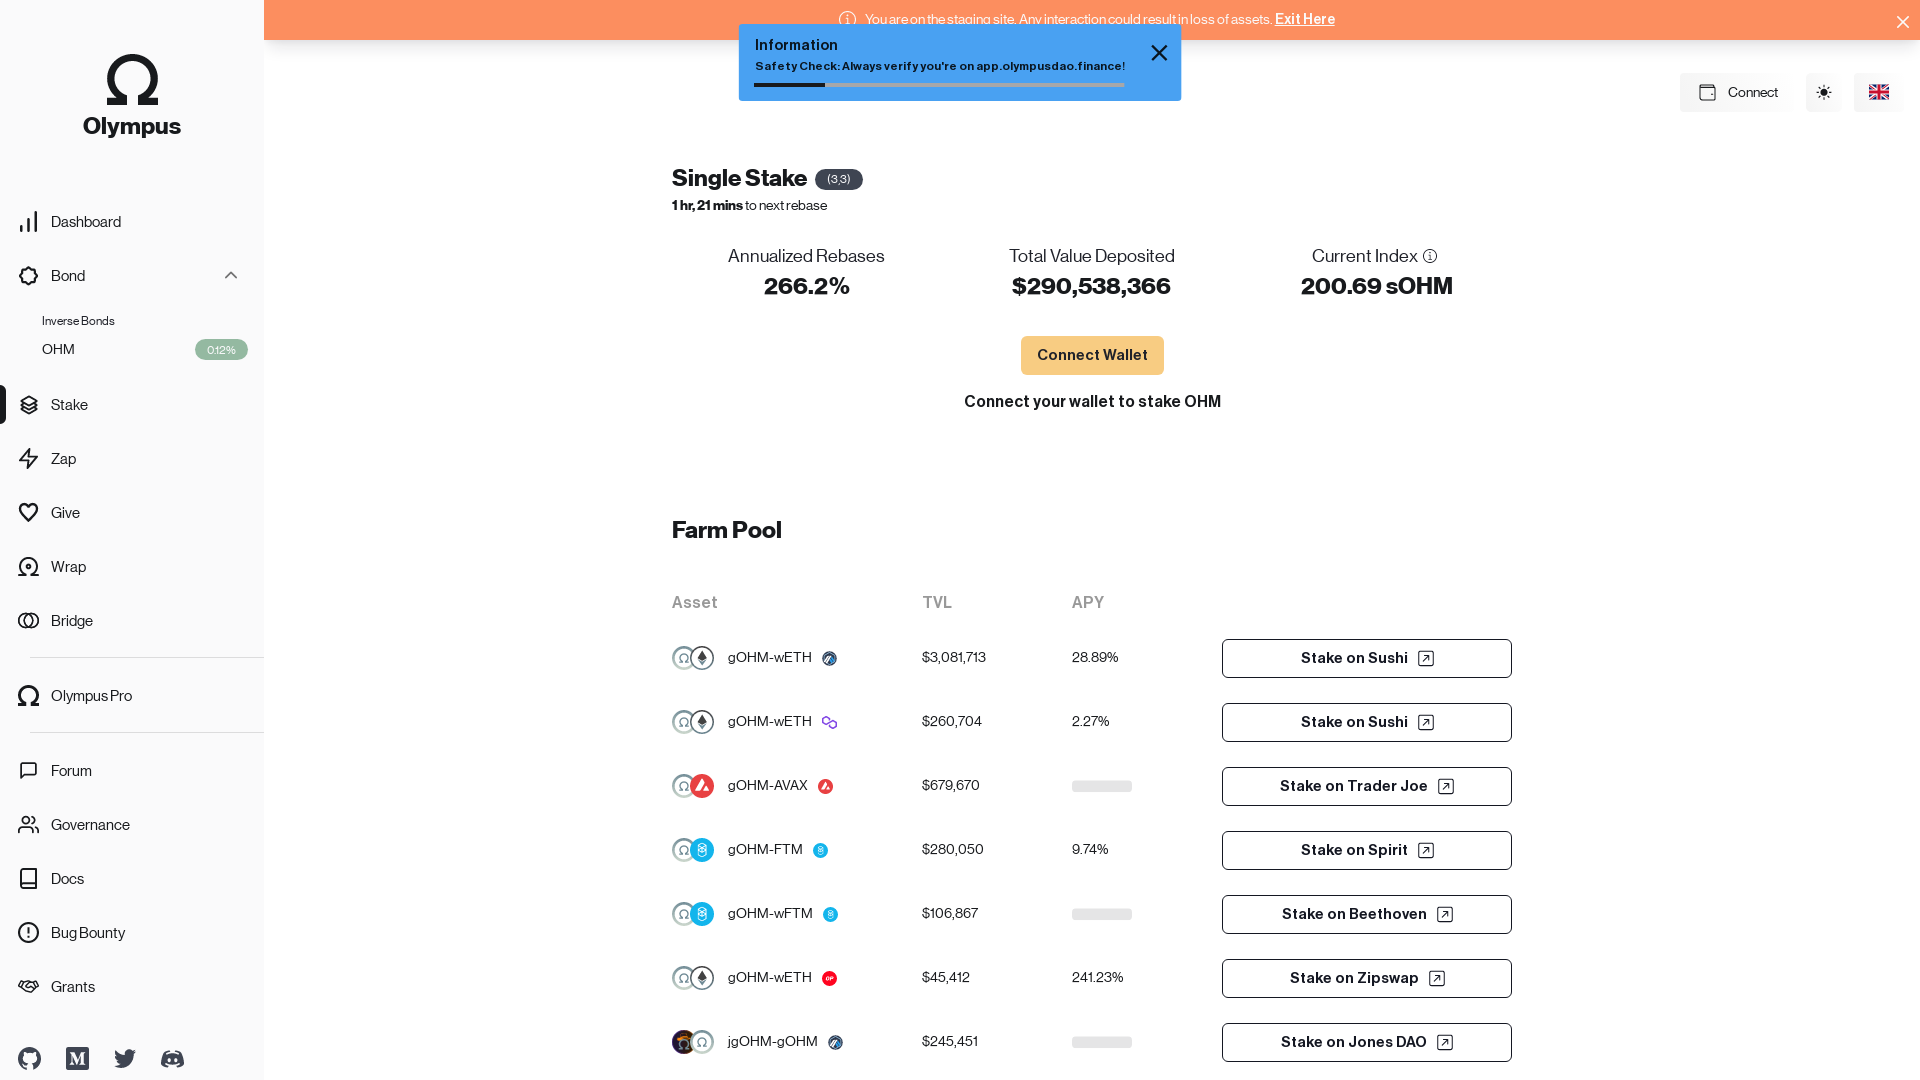 You are on the staging site. Any interaction could result in loss of assets. Exit Here
Information
Safety Check: Always verify you're on app.olympusdao.finance!
Connect
Olympus
Dashboard
Bond
Inverse Bonds
OHM 0.12%
Stake
Zap
Give
Wrap
Bridge
Olympus Pro
Forum
Governance
Docs
Bug Bounty
Grants
Single Stake (3,3)
1 hr, 21 mins to next rebase
Annualized Rebases
266.2%
Total Value Deposited
$290,538,366
Current Index
200.69 sOHM
Connect Wallet
Connect your wallet to stake OHM
Farm Pool
Asset TVL APY
gOHM-wETH $3,081,713 28.89% Stake on Sushi
gOHM-wETH $260,704 2.27% Stake on Sushi
gOHM-AVAX $679,670 Stake on Trader Joe
gOHM-FTM $280,050 9.74% Stake on Spirit
gOHM-wFTM $106,867 Stake on Beethoven
gOHM-wETH $45,412 241.23% Stake on Zipswap
jgOHM-gOHM $245,451 Stake on Jones DAO